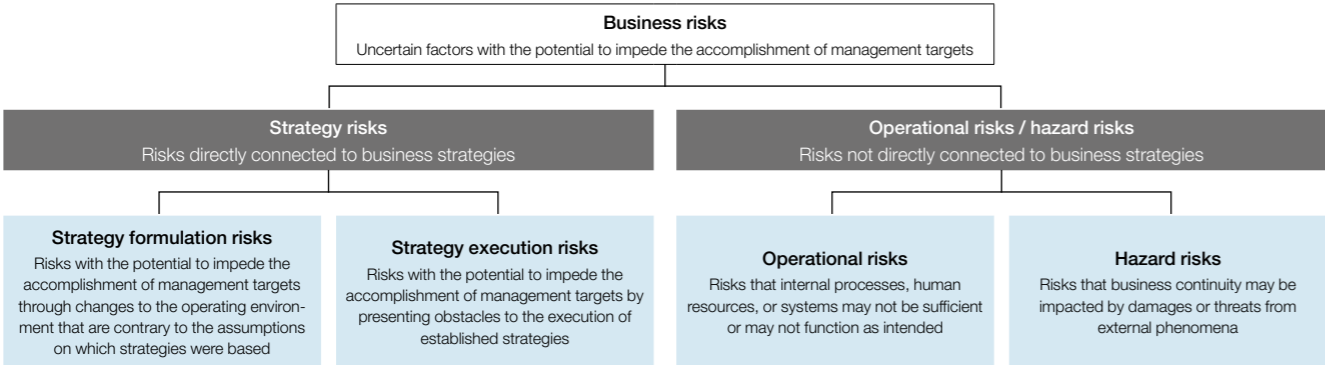 Business risks
Uncertain factors with the potential to impede the accomplishment of management targets
Strategy risks
Risks directly connected to business strategies
Operational risks / hazard risks
Risks not directly connected to business strategies
Strategy formulation risks
Risks with the potential to impede the
accomplishment of management targets
through changes to the operating environ-
ment that are contrary to the assumptions
on which strategies were based
Strategy execution risks
Risks with the potential to impede the
accomplishment of management targets by
presenting obstacles to the execution of
established strategies
Operational risks
Risks that internal processes, human
resources, or systems may not be sufficient
or may not function as intended
Hazard risks
Risks that business continuity may be
impacted by damages or threats from
external phenomena